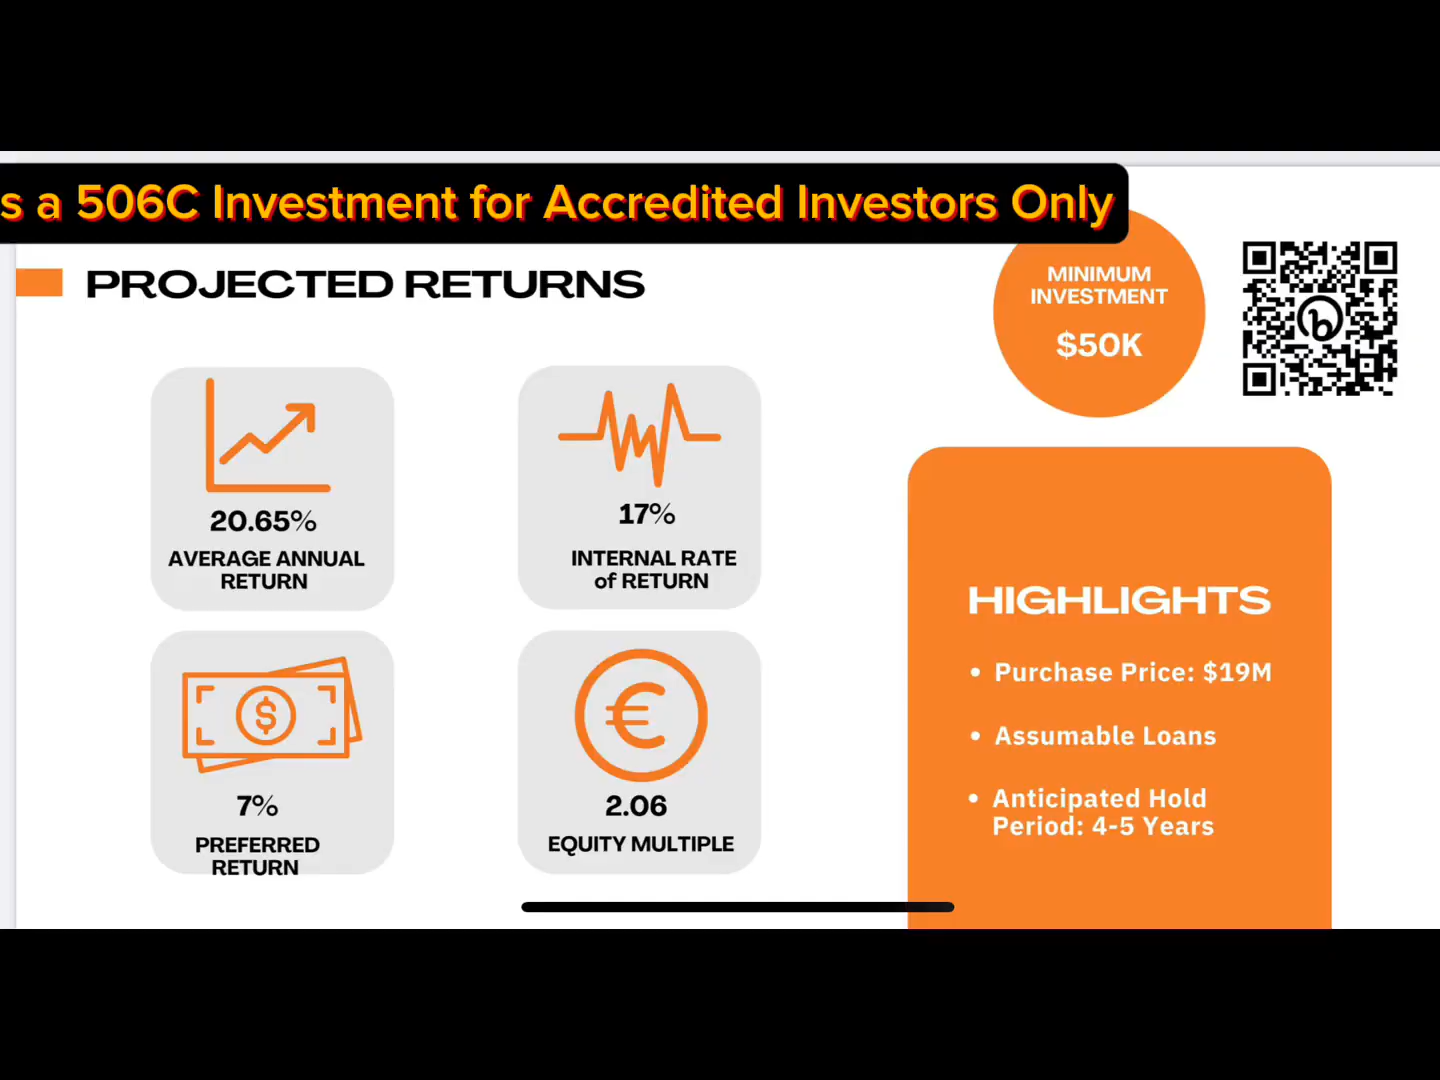 s a 506C Investment for Accredited Investors Only
PROJECTED RETURNS
MINIMUM
INVESTMENT
$50K
20.65%
AVERAGE ANNUAL
RETURN
17%
INTERNAL RATE
of RETURN
7%
PREFERRED
RETURN
2.06
EQUITY MULTIPLE
HIGHLIGHTS
• Purchase Price: $19M
• Assumable Loans
• Anticipated Hold
Period: 4-5 Years